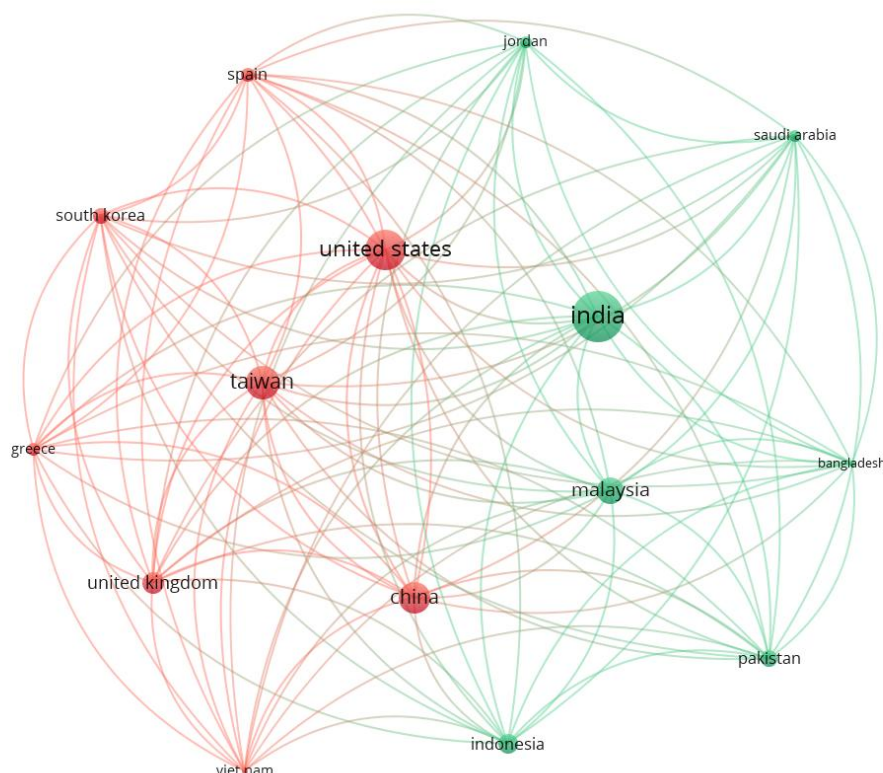 jordan
spain
saudi arabia
south korea
united states
india
taiwan
greece
bangladesh
malaysia
united kingdom
china
pakistan
indonesia
viet nam